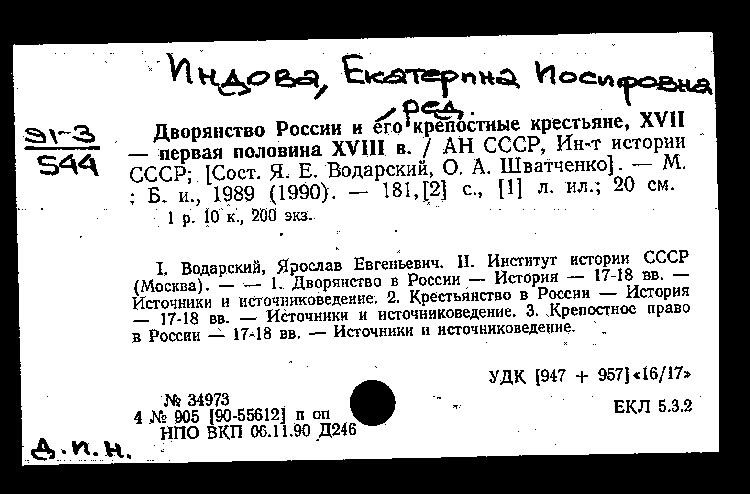 Индова, Екатерина Иосифовна
ред.
91-3
544
Дворянство России и его крепостные крестьяне, XVII
— первая половина XVIII в. / АН СССР, Ин-т истории
СССР; [Сост. Я. Е. Водарский, О. А. Шватченко]. — М.
: Б. и., 1989 (1990). — 181,[2] с., [1] л. ил.; 20 см.
1 р. 10 к., 200 экз.
I. Водарский, Ярослав Евгеньевич. II. Институт истории СССР
(Москва). — — 1. Дворянство в России — История — 17-18 вв. —
Источники и источниковедение. 2. Крестьянство в России — История
— 17-18 вв. — Источники и источниковедение. 3. Крепостное право
в России — 17-18 вв. — Источники и источниковедение.
УДК [947 + 957]«16/17»
№ 34973
4 № 905 [90-55612] п оп
ЕКЛ 5.3.2
НПО ВКП 06.11.90 Д246
д.п.н.